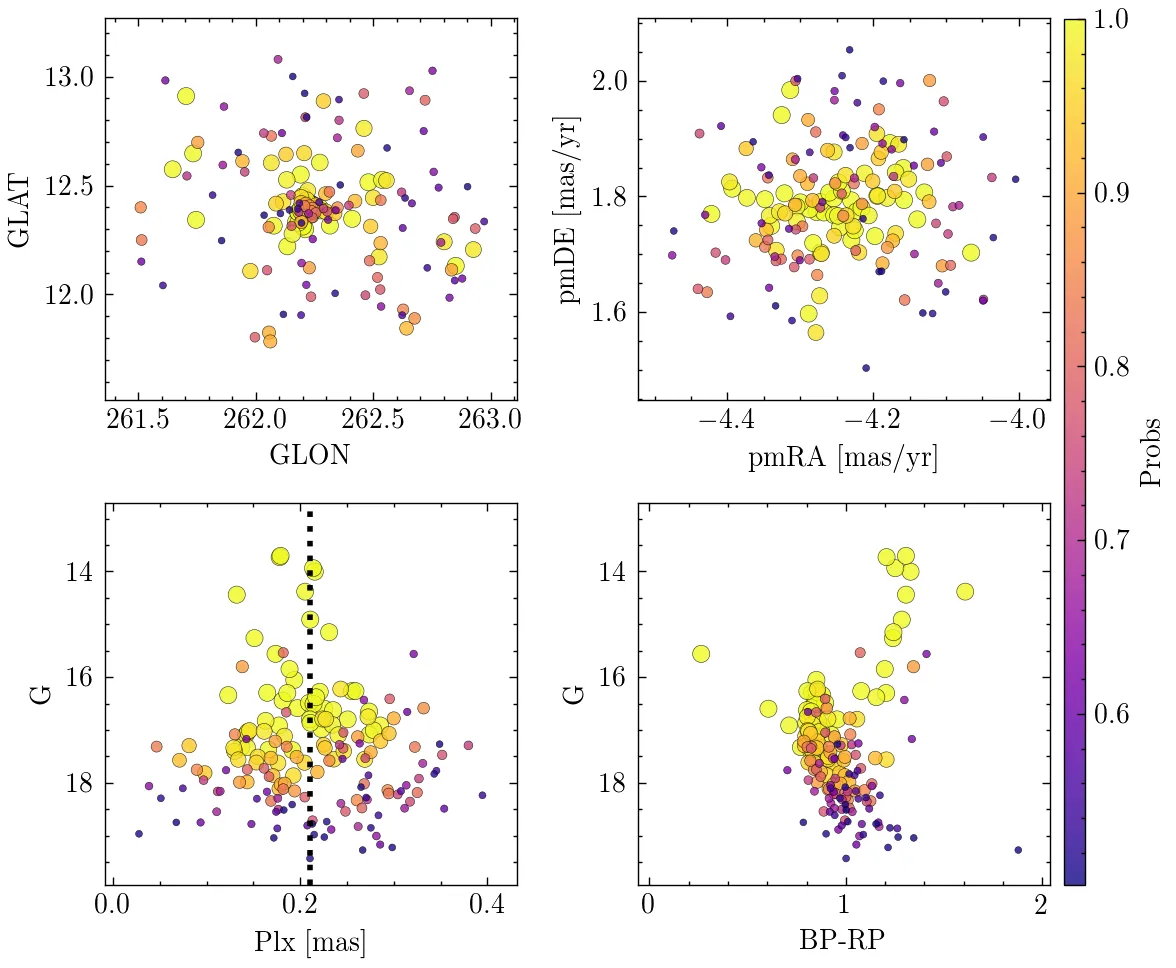 13.0
12.5
12.0
GLAT
261.5 262.0 262.5 263.0
GLON
2.0
1.8
1.6
pmDE [mas/yr]
−4.4 −4.2 −4.0
pmRA [mas/yr]
14
16
18
G
0.0 0.2 0.4
Plx [mas]
14
16
18
G
0 1 2
BP-RP
1.0
0.9
0.8
0.7
0.6
Probs